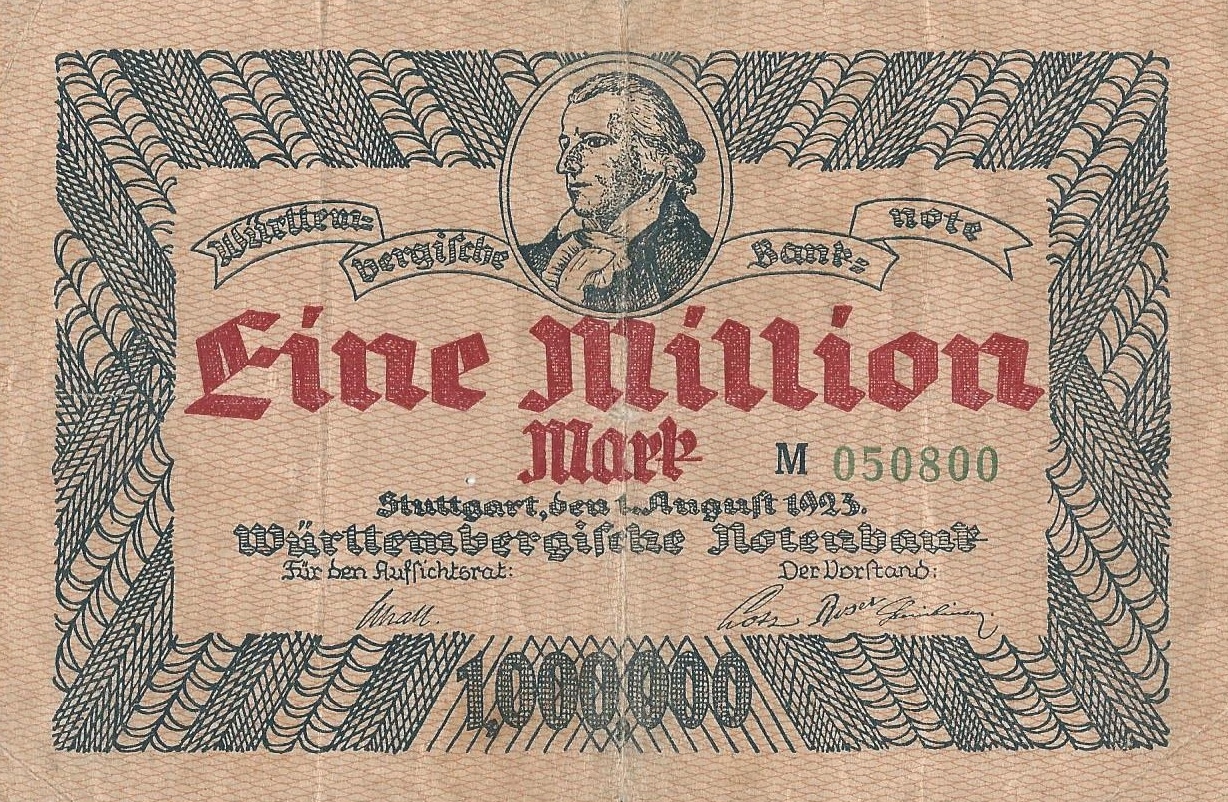 Württem-
bergische
Bank-
note
Eine Million
Mark
M 050800
Stuttgart, den 1. August 1923.
Württembergische Notenbank
Für den Aufsichtsrat: Der Vorstand:
1,000000